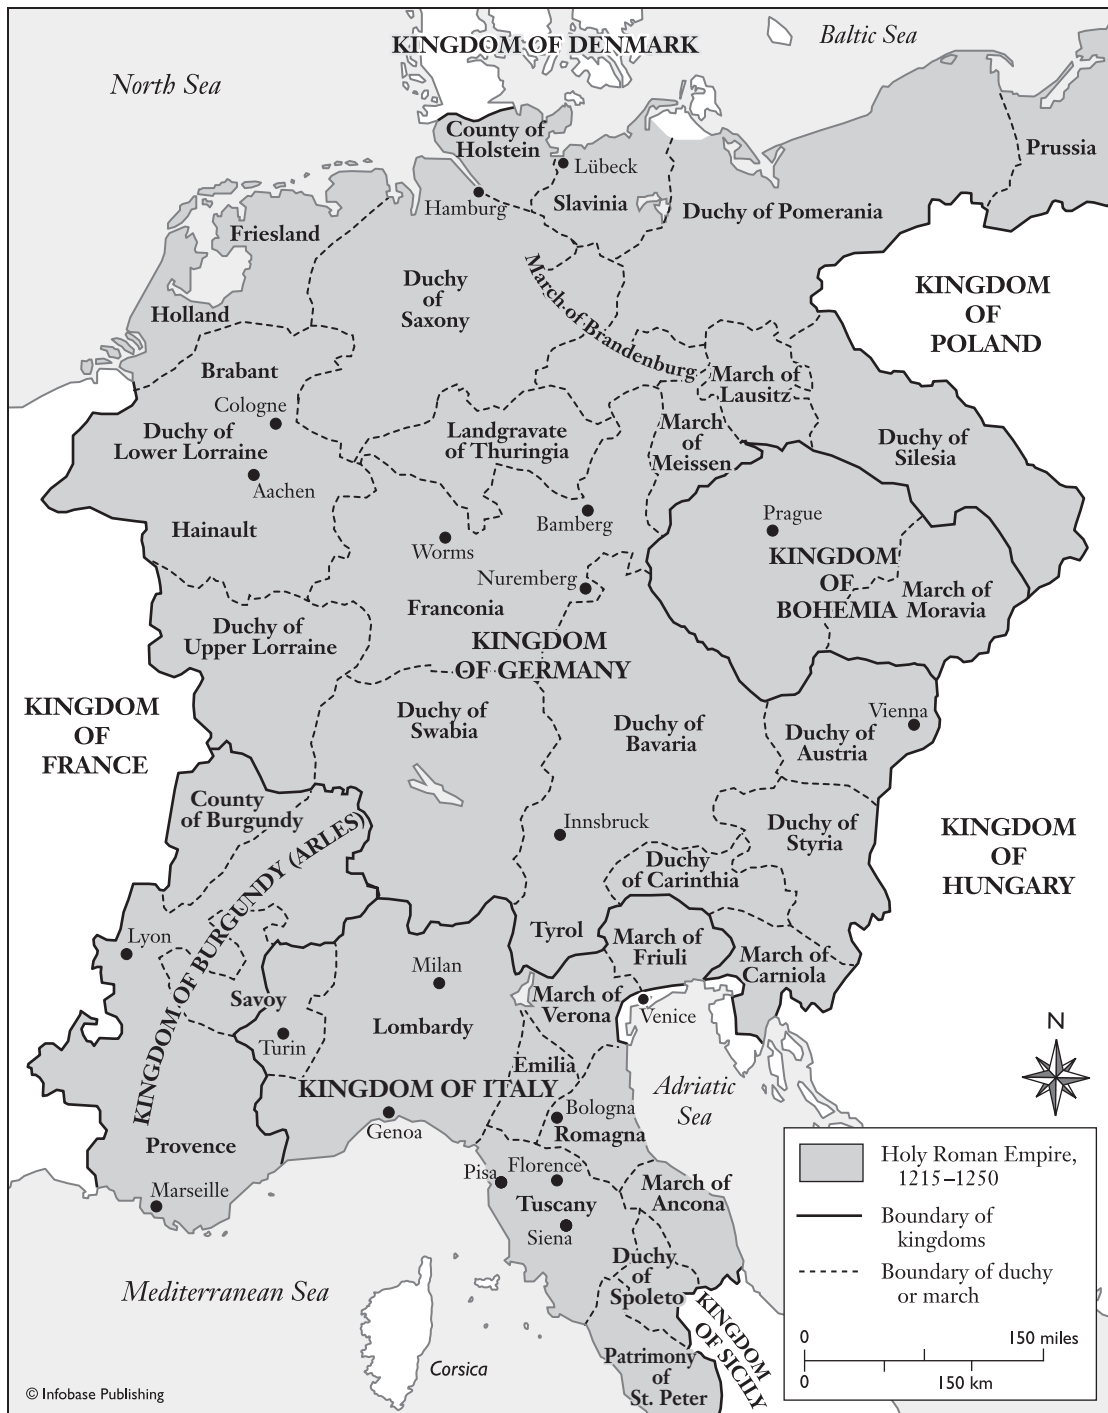 KINGDOM OF DENMARK
Baltic Sea
North Sea
County of
Holstein
Prussia
Lübeck
Hamburg
Slavinia
Duchy of Pomerania
Friesland
Duchy
of
Saxony
March of Brandenburg
KINGDOM
OF
POLAND
Holland
Brabant
March of
Lausitz
Cologne
Duchy of
Lower Lorraine
Landgravate
of Thuringia
March
of
Meissen
Duchy of
Silesia
Aachen
Hainault
Bamberg
Worms
Prague
KINGDOM
OF
BOHEMIA
March of
Moravia
Nuremberg
Franconia
Duchy of
Upper Lorraine
KINGDOM
OF GERMANY
KINGDOM
OF
FRANCE
Duchy of
Swabia
Duchy of
Bavaria
Vienna
Duchy of
Austria
County
of Burgundy
KINGDOM OF BURGUNDY (ARLES)
Innsbruck
Duchy of
Styria
KINGDOM
OF
HUNGARY
Duchy
of Carinthia
Lyon
Tyrol
March of
Friuli
March of
Carniola
Milan
Savoy
Lombardy
March of
Verona
Venice
Turin
Emilia
KINGDOM OF ITALY
Adriatic
Sea
N
Genoa
Bologna
Romagna
Provence
Pisa
Florence
Marseille
Tuscany
March of
Ancona
Siena
Duchy
of
Spoleto
Mediterranean Sea
KINGDOM
OF SICILY
Corsica
Patrimony
of
St. Peter
Holy Roman Empire,
1215–1250
Boundary of
kingdoms
Boundary of duchy
or march
0
150 miles
0
150 km
© Infobase Publishing